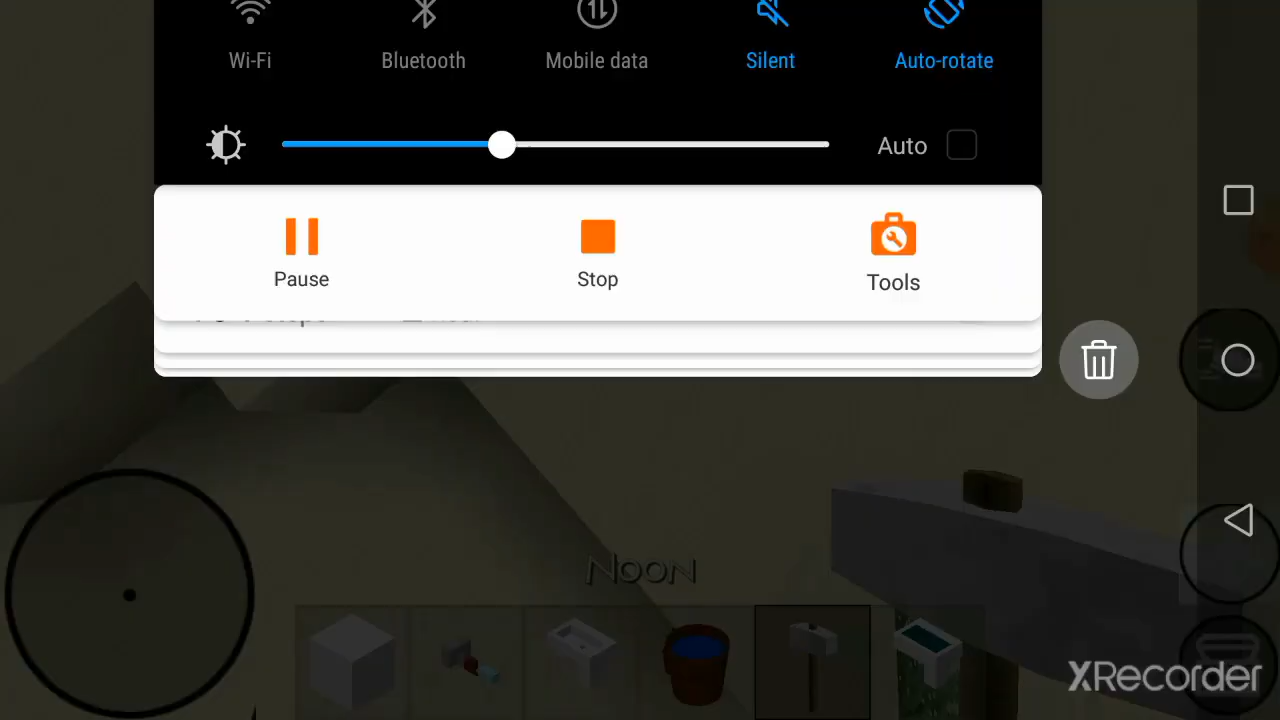 Wi-Fi Bluetooth Mobile data Silent Auto-rotate
Auto
Pause Stop Tools
Noon
XRecorder